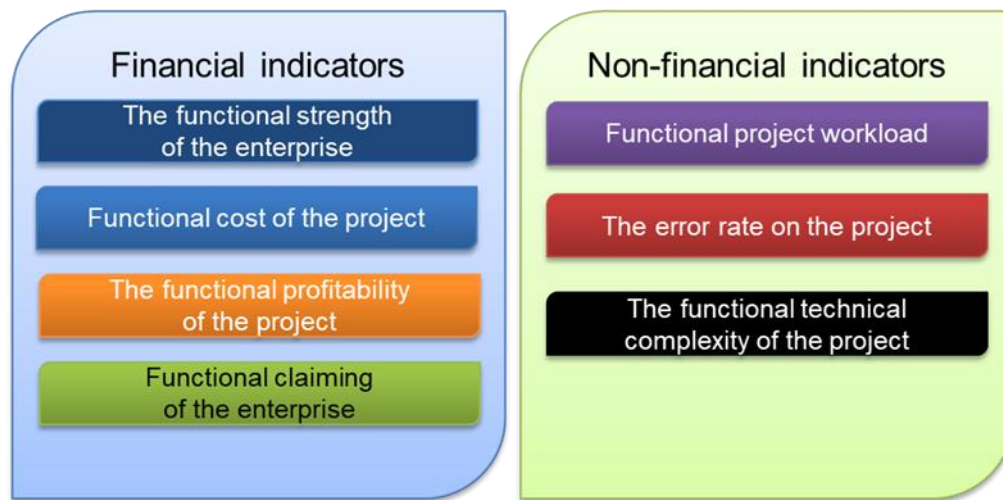 Financial indicators
The functional strength
of the enterprise
Functional cost of the project
The functional profitability
of the project
Functional claiming
of the enterprise
Non-financial indicators
Functional project workload
The error rate on the project
The functional technical
complexity of the project